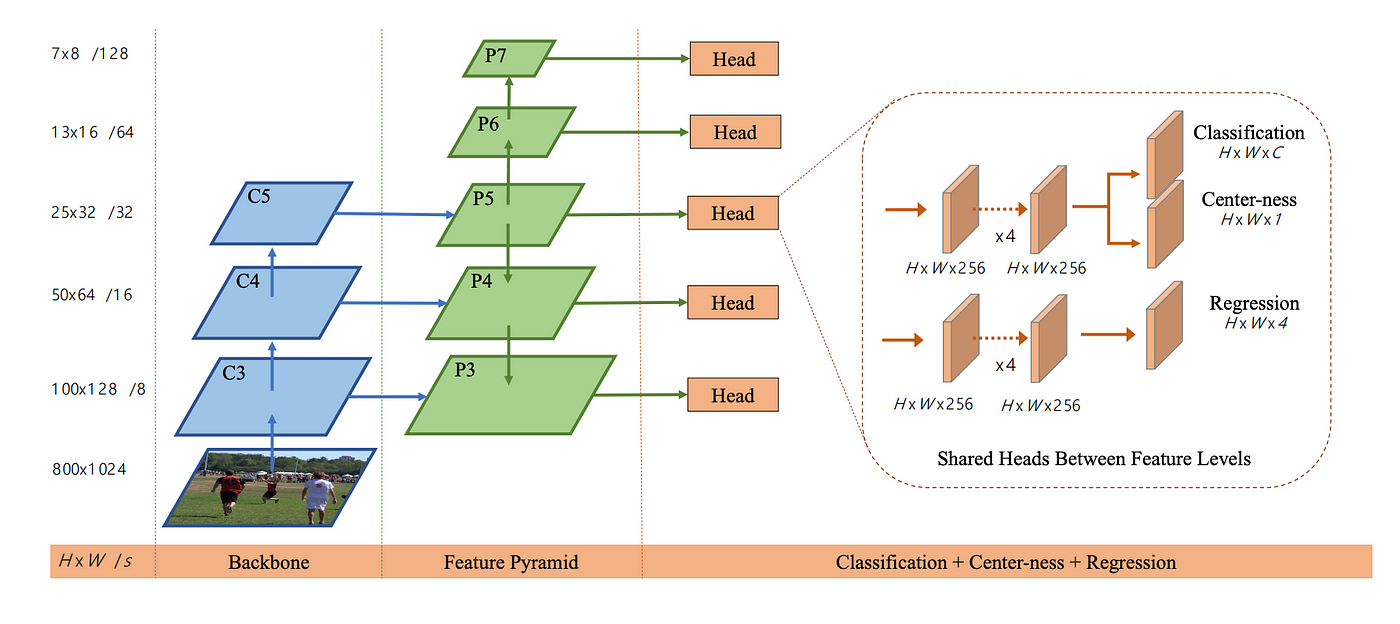 7x8 /128
13x16 /64
25x32 /32
50x64 /16
100x128 /8
800x1024
H x W / s
C5
C4
C3
Backbone
P7
P6
P5
P4
P3
Feature Pyramid
Head
Head
Head
Head
Head
Classification
H x W x C
Center-ness
H x W x 1
x4
H x W x 256
H x W x 256
Regression
H x W x 4
x4
H x W x 256
H x W x 256
Shared Heads Between Feature Levels
Classification + Center-ness + Regression